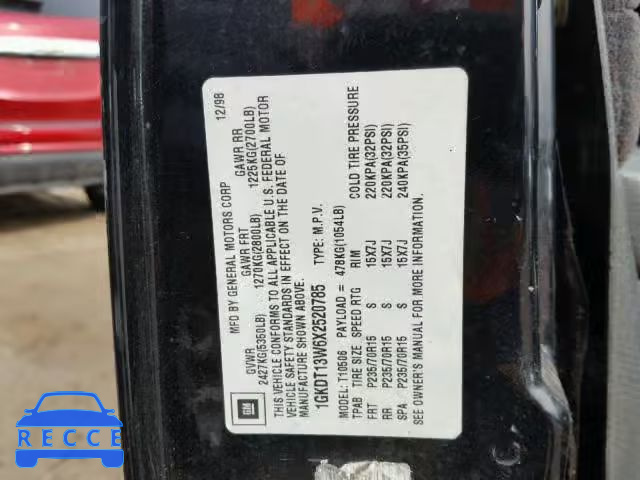 GM
MFD BY GENERAL MOTORS CORP 12/98
GVWR GAWR FRT GAWR RR
2427KG(5350LB) 1270KG(2800LB) 1225KG(2700LB)
THIS VEHICLE CONFORMS TO ALL APPLICABLE U.S. FEDERAL MOTOR
VEHICLE SAFETY STANDARDS IN EFFECT ON THE DATE OF
MANUFACTURE SHOWN ABOVE.
1GKDT13W6X2520785 TYPE: M.P.V.
MODEL: T10506 PAYLOAD = 478KG(1054LB)
TPAB TIRE SIZE SPEED RTG RIM COLD TIRE PRESSURE
FRT P235/70R15 S 15X7J 220KPA(32PSI)
RR P235/70R15 S 15X7J 220KPA(32PSI)
SPA P235/70R15 S 15X7J 240KPA(35PSI)
SEE OWNER'S MANUAL FOR MORE INFORMATION.